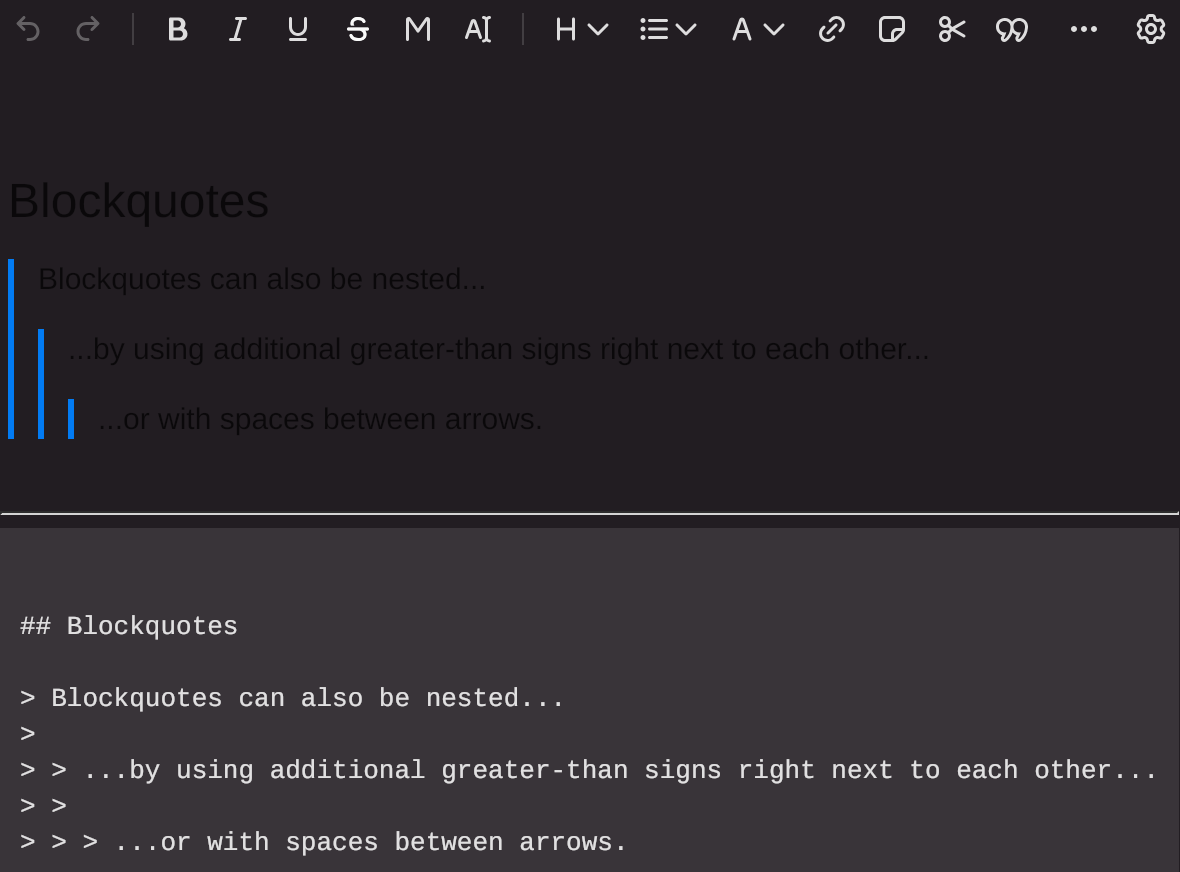 B I U S M A H A
Blockquotes
Blockquotes can also be nested...
...by using additional greater-than signs right next to each other...
...or with spaces between arrows.
## Blockquotes
> Blockquotes can also be nested...
>
> > ...by using additional greater-than signs right next to each other...
> >
> > > ...or with spaces between arrows.